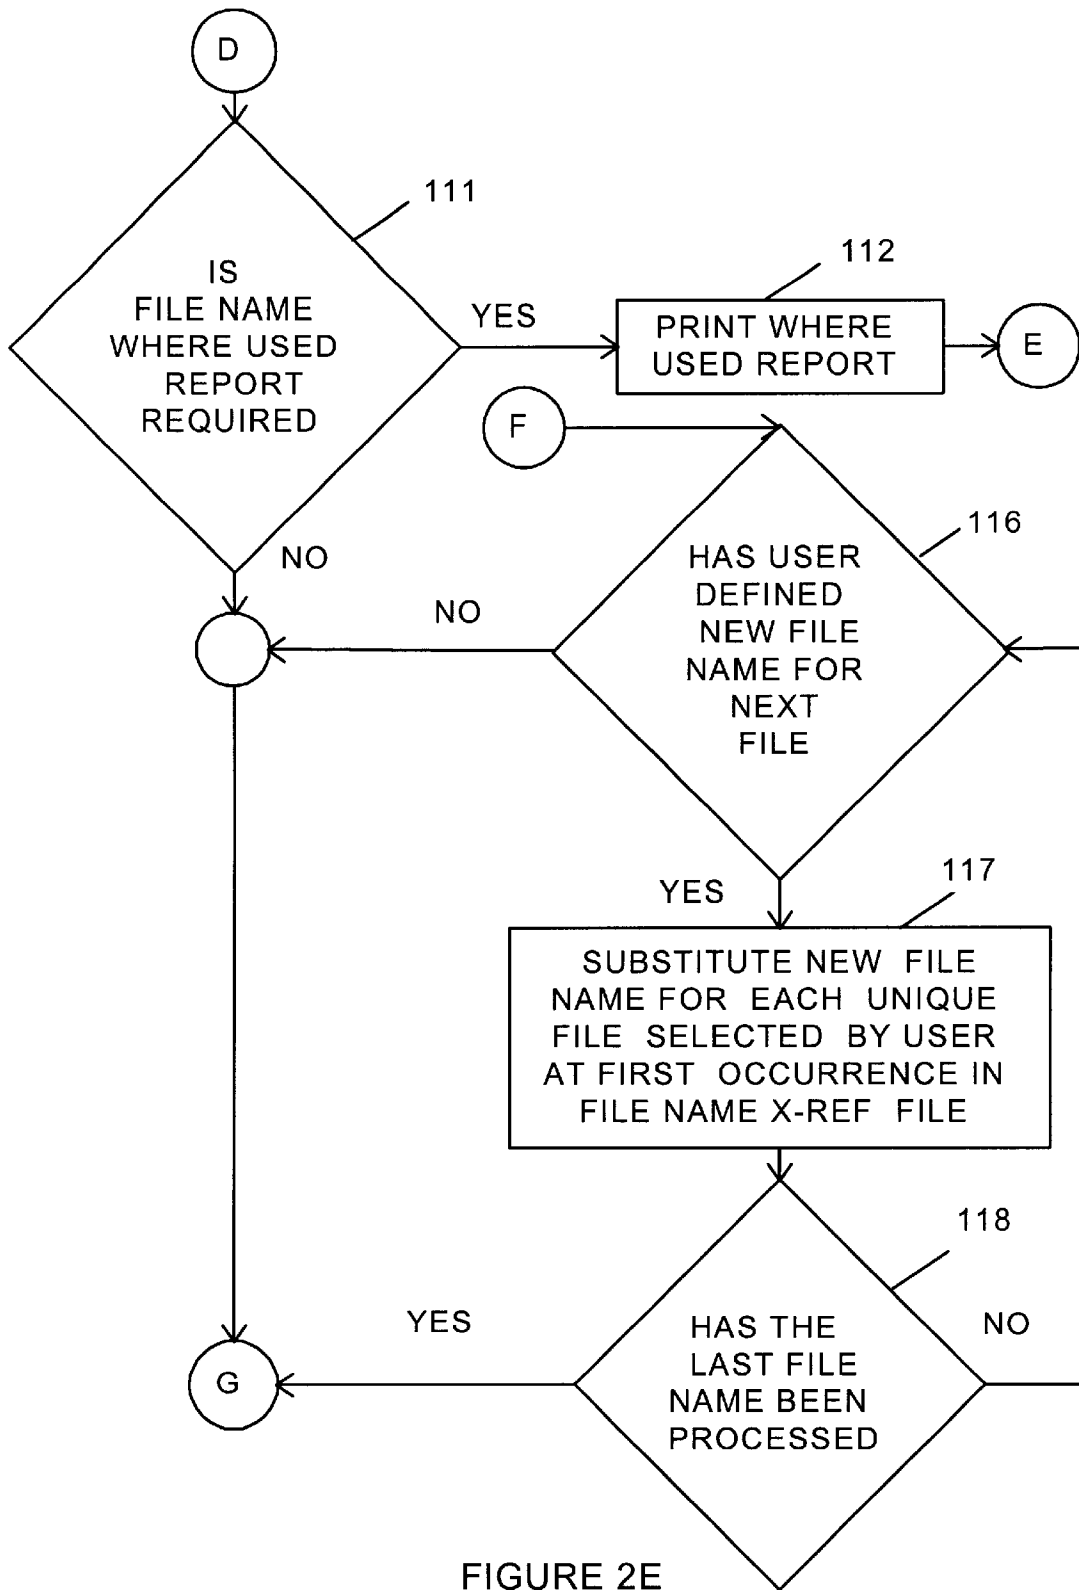 D
111
IS
FILE NAME
WHERE USED
REPORT
REQUIRED
YES
112
PRINT WHERE
USED REPORT
E
NO
F
116
HAS USER
DEFINED
NEW FILE
NAME FOR
NEXT
FILE
NO
YES
117
SUBSTITUTE NEW FILE
NAME FOR EACH UNIQUE
FILE SELECTED BY USER
AT FIRST OCCURRENCE IN
FILE NAME X-REF FILE
118
HAS THE
LAST FILE
NAME BEEN
PROCESSED
YES
NO
G
FIGURE 2E